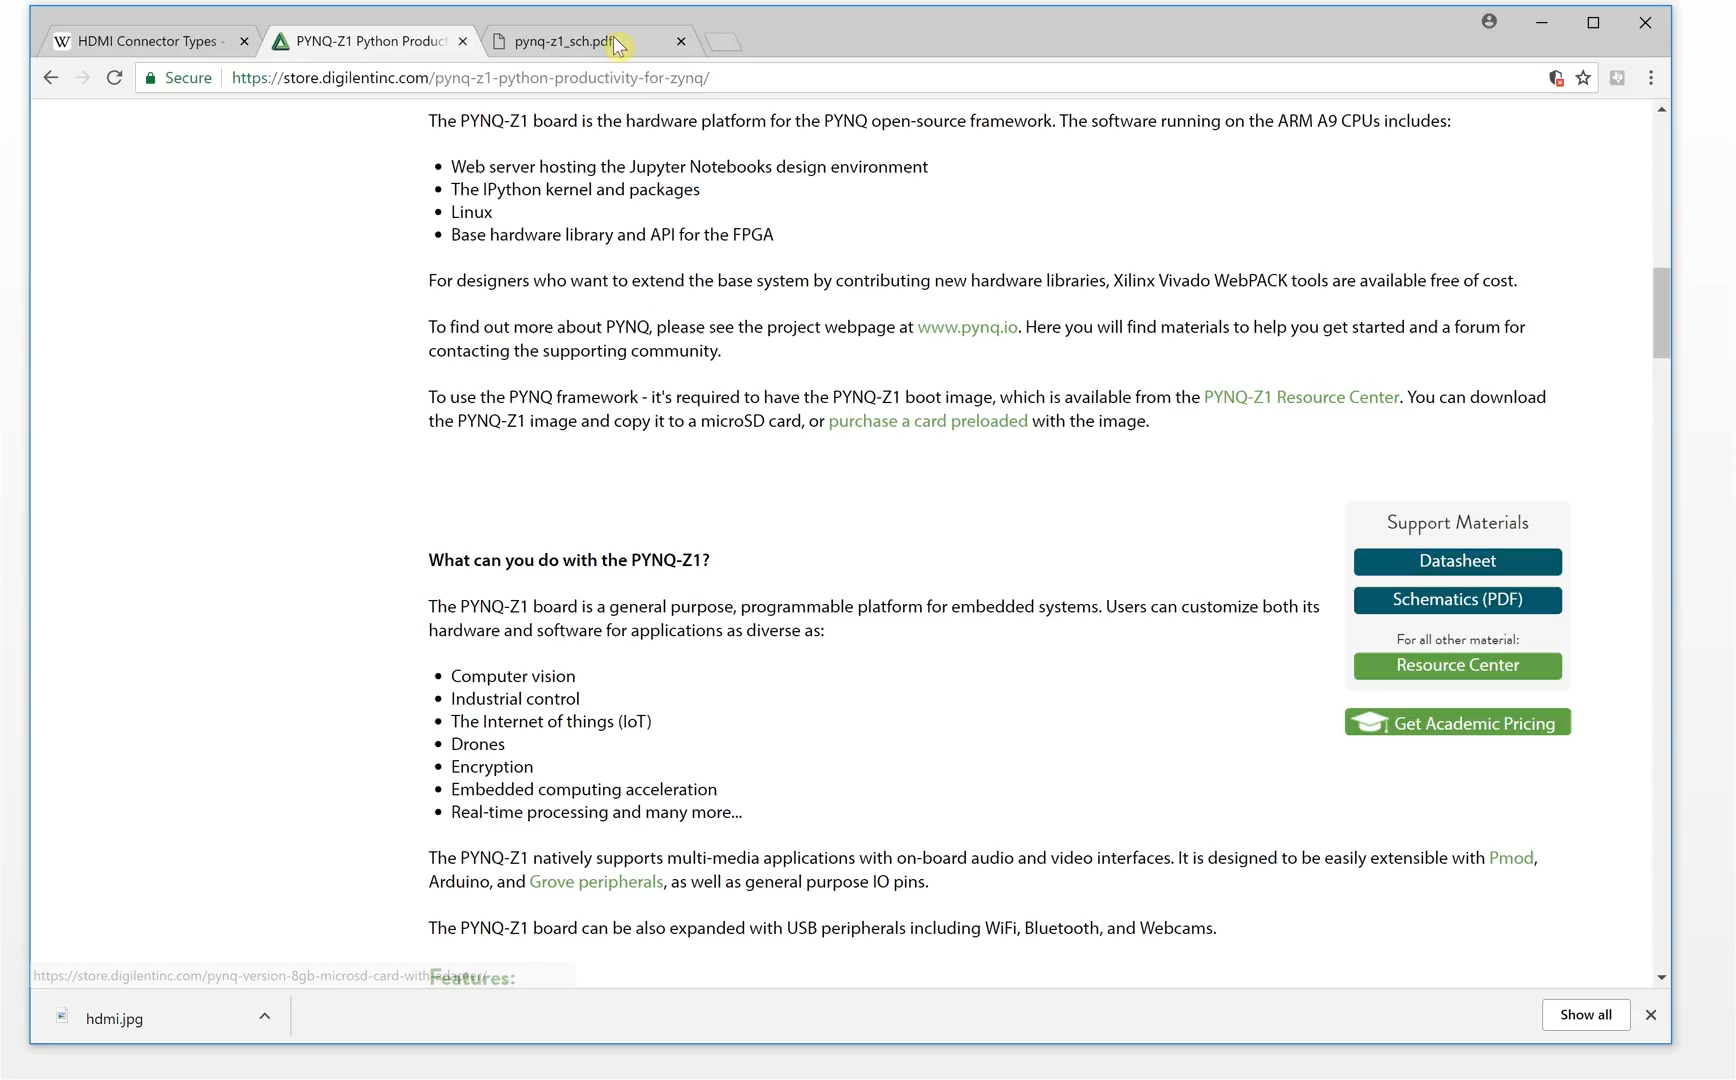 HDMI Connector Types -
PYNQ-Z1 Python Product
pynq-z1_sch.pdf
Secure
https://store.digilentinc.com/pynq-z1-python-productivity-for-zynq/
The PYNQ-Z1 board is the hardware platform for the PYNQ open-source framework. The software running on the ARM A9 CPUs includes:
• Web server hosting the Jupyter Notebooks design environment
• The IPython kernel and packages
• Linux
• Base hardware library and API for the FPGA
For designers who want to extend the base system by contributing new hardware libraries, Xilinx Vivado WebPACK tools are available free of cost.
To find out more about PYNQ, please see the project webpage at www.pynq.io. Here you will find materials to help you get started and a forum for
contacting the supporting community.
To use the PYNQ framework - it's required to have the PYNQ-Z1 boot image, which is available from the PYNQ-Z1 Resource Center. You can download
the PYNQ-Z1 image and copy it to a microSD card, or purchase a card preloaded with the image.
Support Materials
Datasheet
Schematics (PDF)
For all other material:
Resource Center
Get Academic Pricing
What can you do with the PYNQ-Z1?
The PYNQ-Z1 board is a general purpose, programmable platform for embedded systems. Users can customize both its
hardware and software for applications as diverse as:
• Computer vision
• Industrial control
• The Internet of things (IoT)
• Drones
• Encryption
• Embedded computing acceleration
• Real-time processing and many more...
The PYNQ-Z1 natively supports multi-media applications with on-board audio and video interfaces. It is designed to be easily extensible with Pmod,
Arduino, and Grove peripherals, as well as general purpose IO pins.
The PYNQ-Z1 board can be also expanded with USB peripherals including WiFi, Bluetooth, and Webcams.
Features:
https://store.digilentinc.com/pynq-version-8gb-microsd-card-with-adapter/
hdmi.jpg
Show all